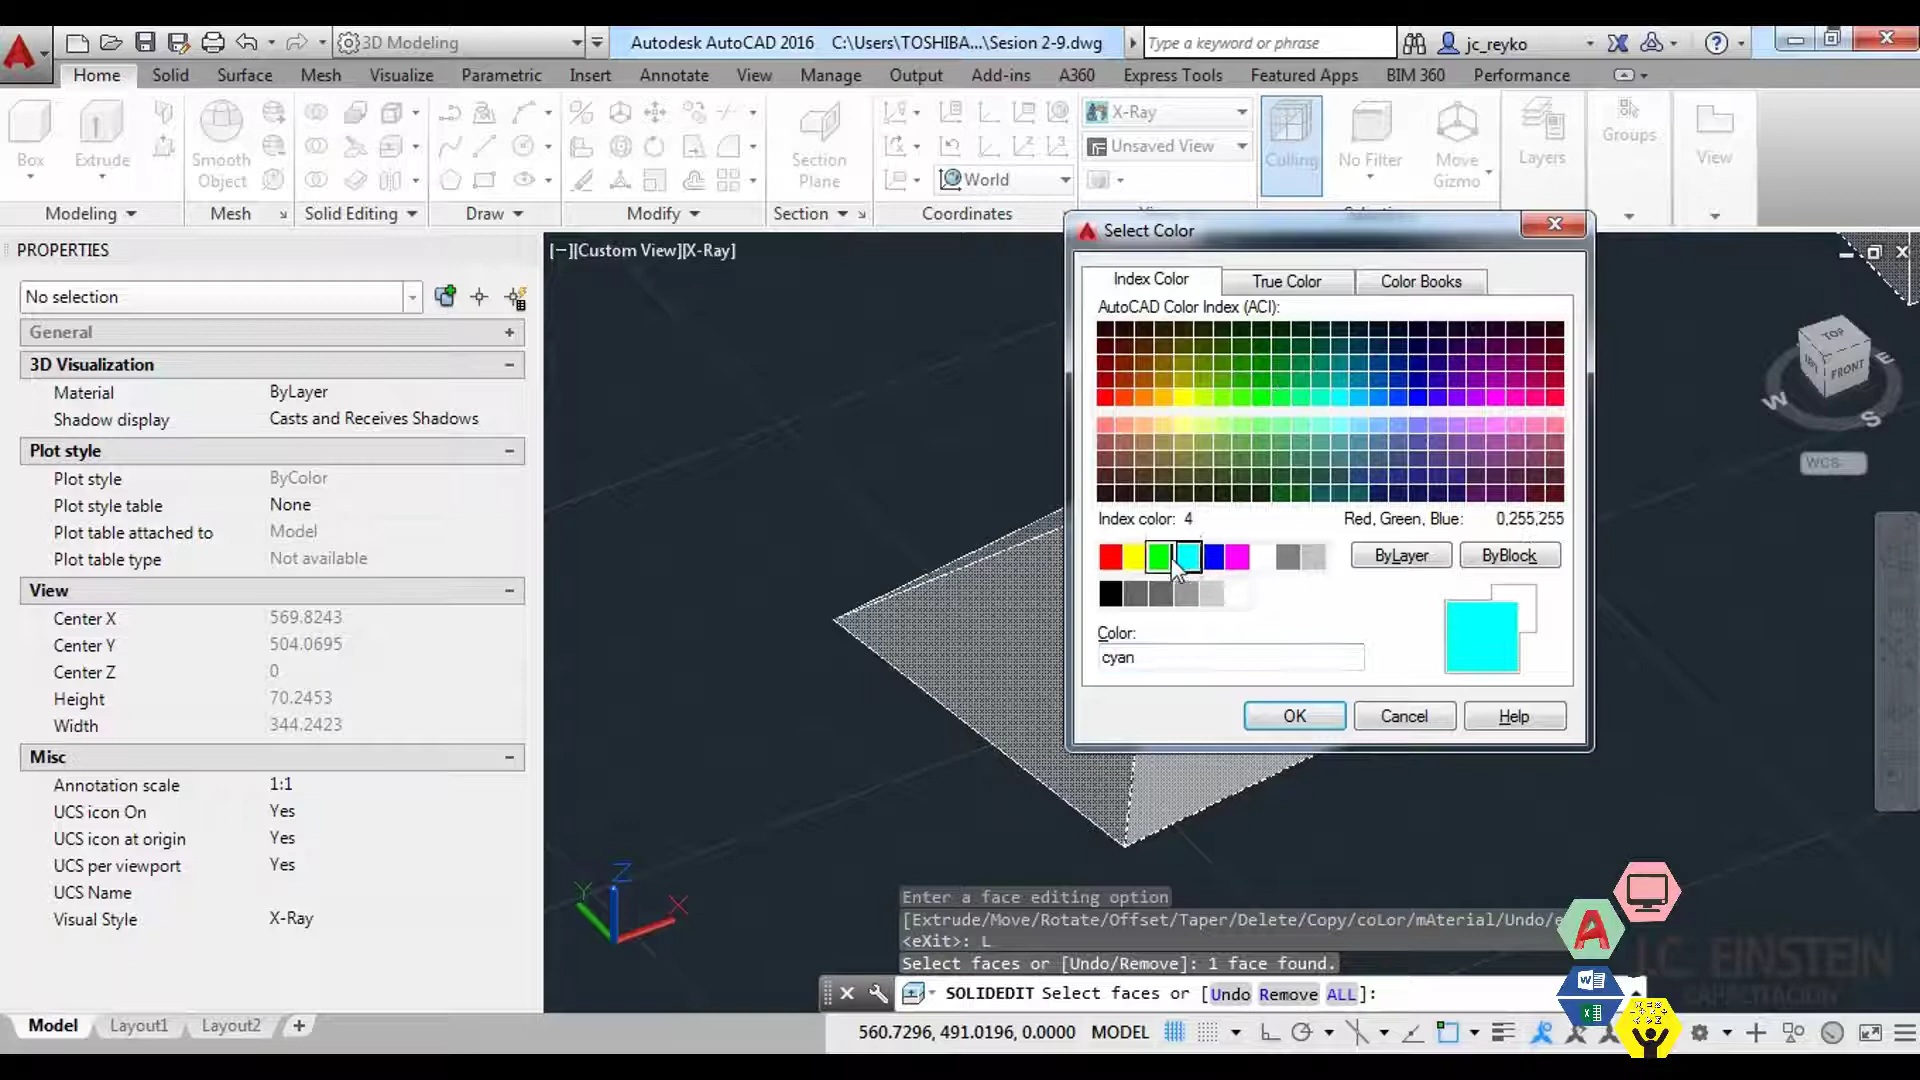 3D Modeling
Autodesk AutoCAD 2016 C:\Users\TOSHIBA...\Sesion 2-9.dwg
Type a keyword or phrase
jc_reyko
Home Solid Surface Mesh Visualize Parametric Insert Annotate View Manage Output Add-ins A360 Express Tools Featured Apps BIM 360 Performance
Box
Extrude
Smooth
Object
Section
Plane
World
X-Ray
Unsaved View
Culling
No Filter
Move
Gizmo
Layers
Groups
View
Modeling
Mesh
Solid Editing
Draw
Modify
Section
Coordinates
PROPERTIES
No selection
General
3D Visualization
Material ByLayer
Shadow display Casts and Receives Shadows
Plot style
Plot style ByColor
Plot style table None
Plot table attached to Model
Plot table type Not available
View
Center X 569.8243
Center Y 504.0695
Center Z 0
Height 70.2453
Width 344.2423
Misc
Annotation scale 1:1
UCS icon On Yes
UCS icon at origin Yes
UCS per viewport Yes
UCS Name
Visual Style X-Ray
[−][Custom View][X-Ray]
Select Color
Index Color True Color Color Books
AutoCAD Color Index (ACI):
Index color: 4 Red, Green, Blue: 0,255,255
ByLayer ByBlock
Color:
cyan
OK Cancel Help
TOP
FRONT
E
W
S
WCS
Z
Y
X
Enter a face editing option
[Extrude/Move/Rotate/Offset/Taper/Delete/Copy/coLor/mAterial/Undo/e
<eXit>: L
Select faces or [Undo/Remove]: 1 face found.
SOLIDEDIT Select faces or [Undo Remove ALL]:
J.C. EINSTEIN
CAPACITACION
Model Layout1 Layout2 +
560.7296, 491.0196, 0.0000 MODEL